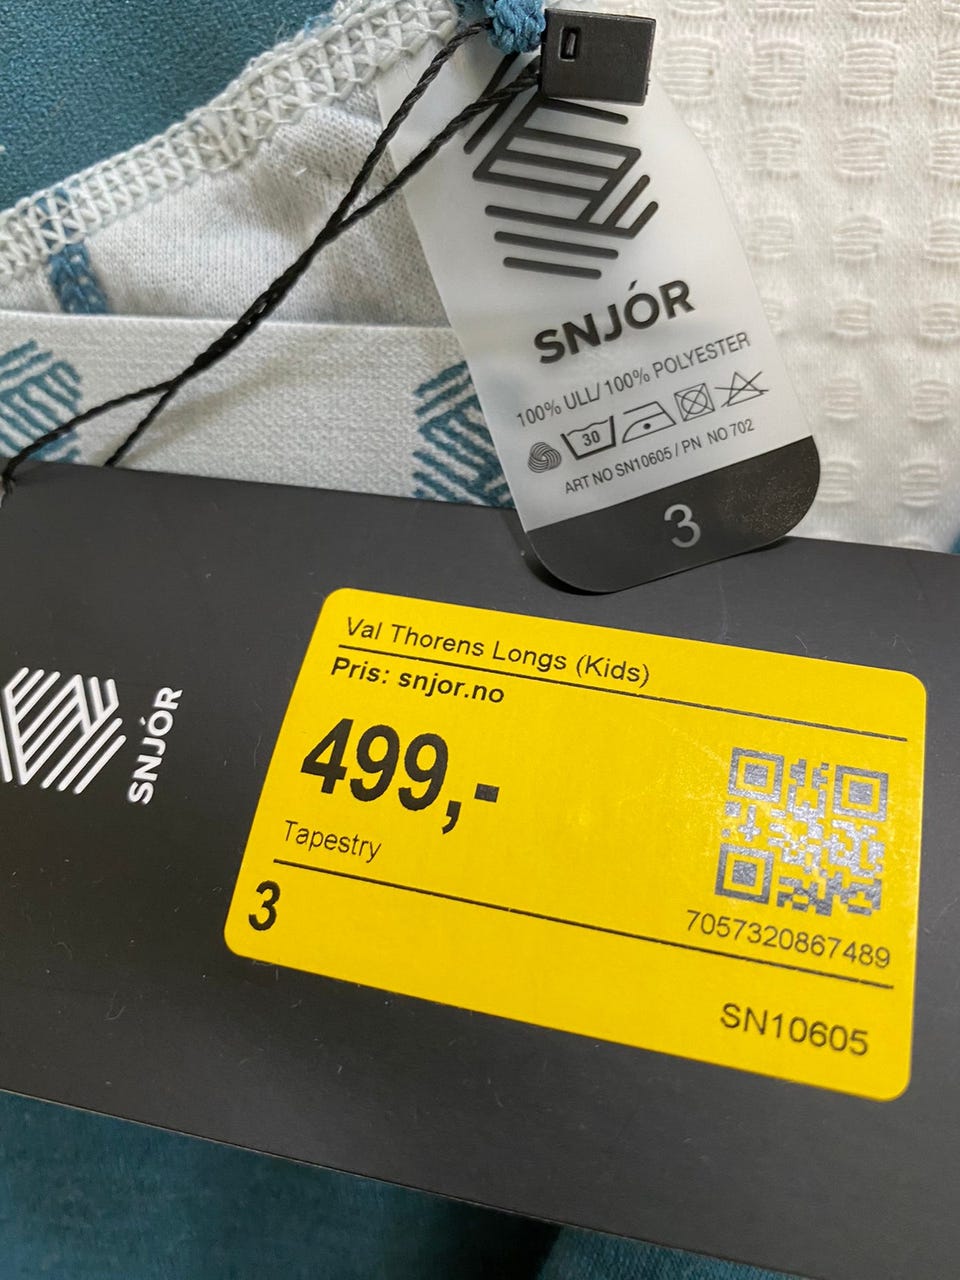 SNJÓR
100% ULL/ 100% POLYESTER
30
ART NO SN10605 / PN NO 702
3
SNJÓR
Val Thorens Longs (Kids)
Pris: snjor.no
499,-
Tapestry
7057320867489
3
SN10605